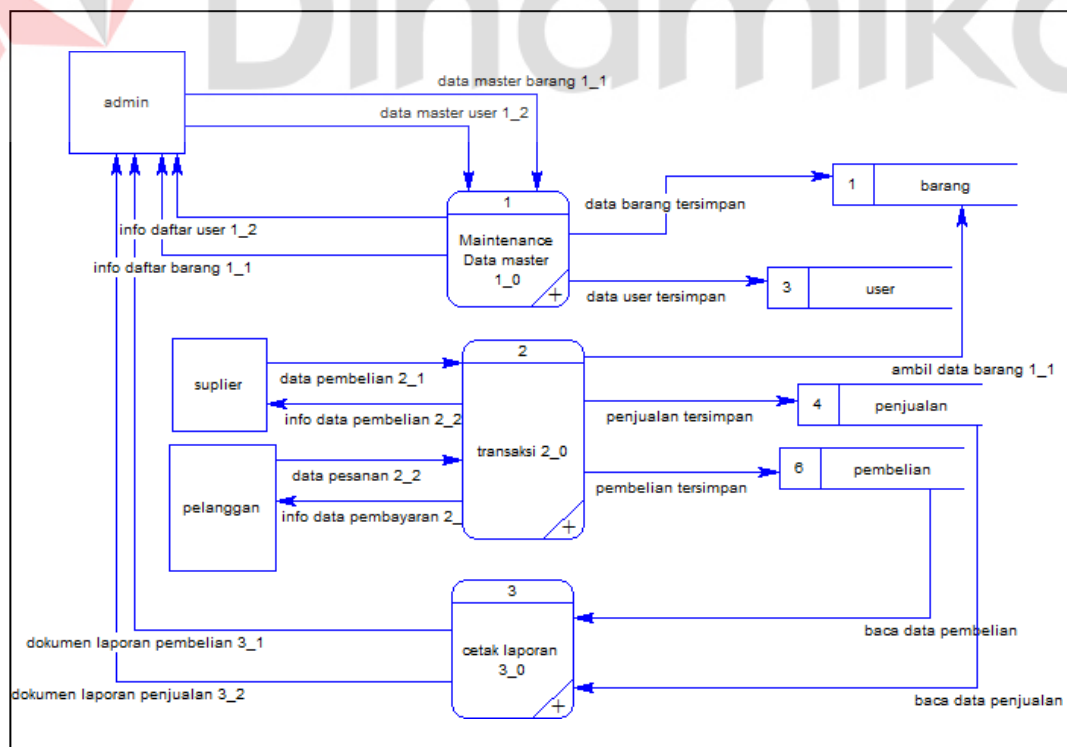 Dinamika
admin
data master barang 1_1
data master user 1_2
1
Maintenance
Data master
1_0
info daftar user 1_2
info daftar barang 1_1
data barang tersimpan
1
barang
data user tersimpan
3
user
suplier
data pembelian 2_1
info data pembelian 2_2
2
transaksi 2_0
ambil data barang 1_1
penjualan tersimpan
4
penjualan
pelanggan
data pesanan 2_2
info data pembayaran 2_
pembelian tersimpan
6
pembelian
3
cetak laporan
3_0
dokumen laporan pembelian 3_1
dokumen laporan penjualan 3_2
baca data pembelian
baca data penjualan